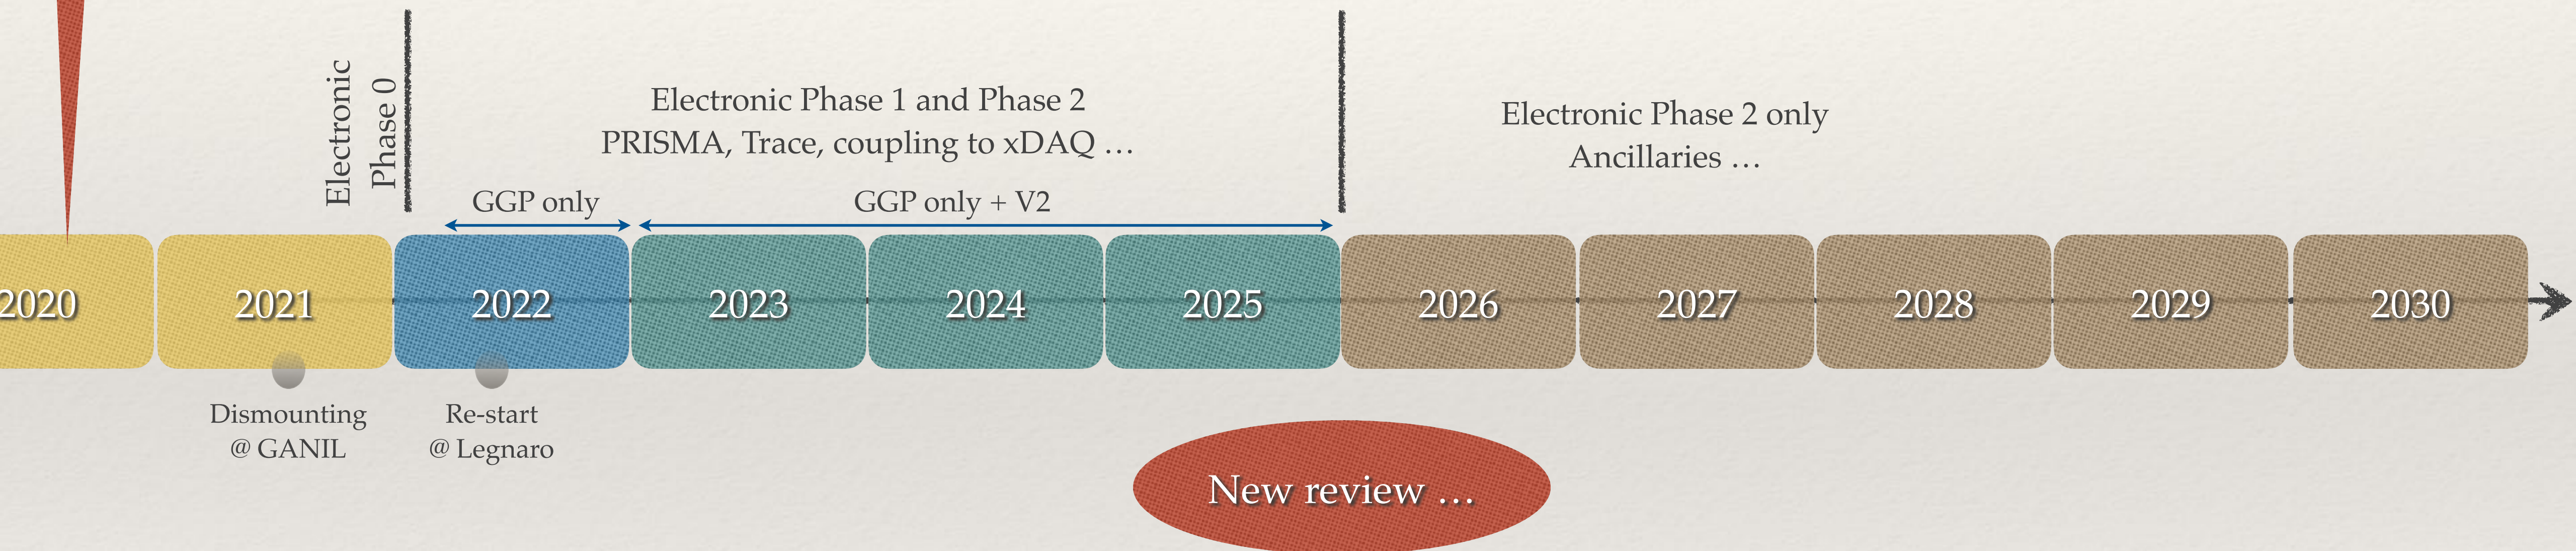 Electronic
Phase 0
Electronic Phase 1 and Phase 2
PRISMA, Trace, coupling to xDAQ …
Electronic Phase 2 only
Ancillaries …
GGP only
GGP only + V2
2020
2021
2022
2023
2024
2025
2026
2027
2028
2029
2030
Dismounting
@ GANIL
Re-start
@ Legnaro
New review …